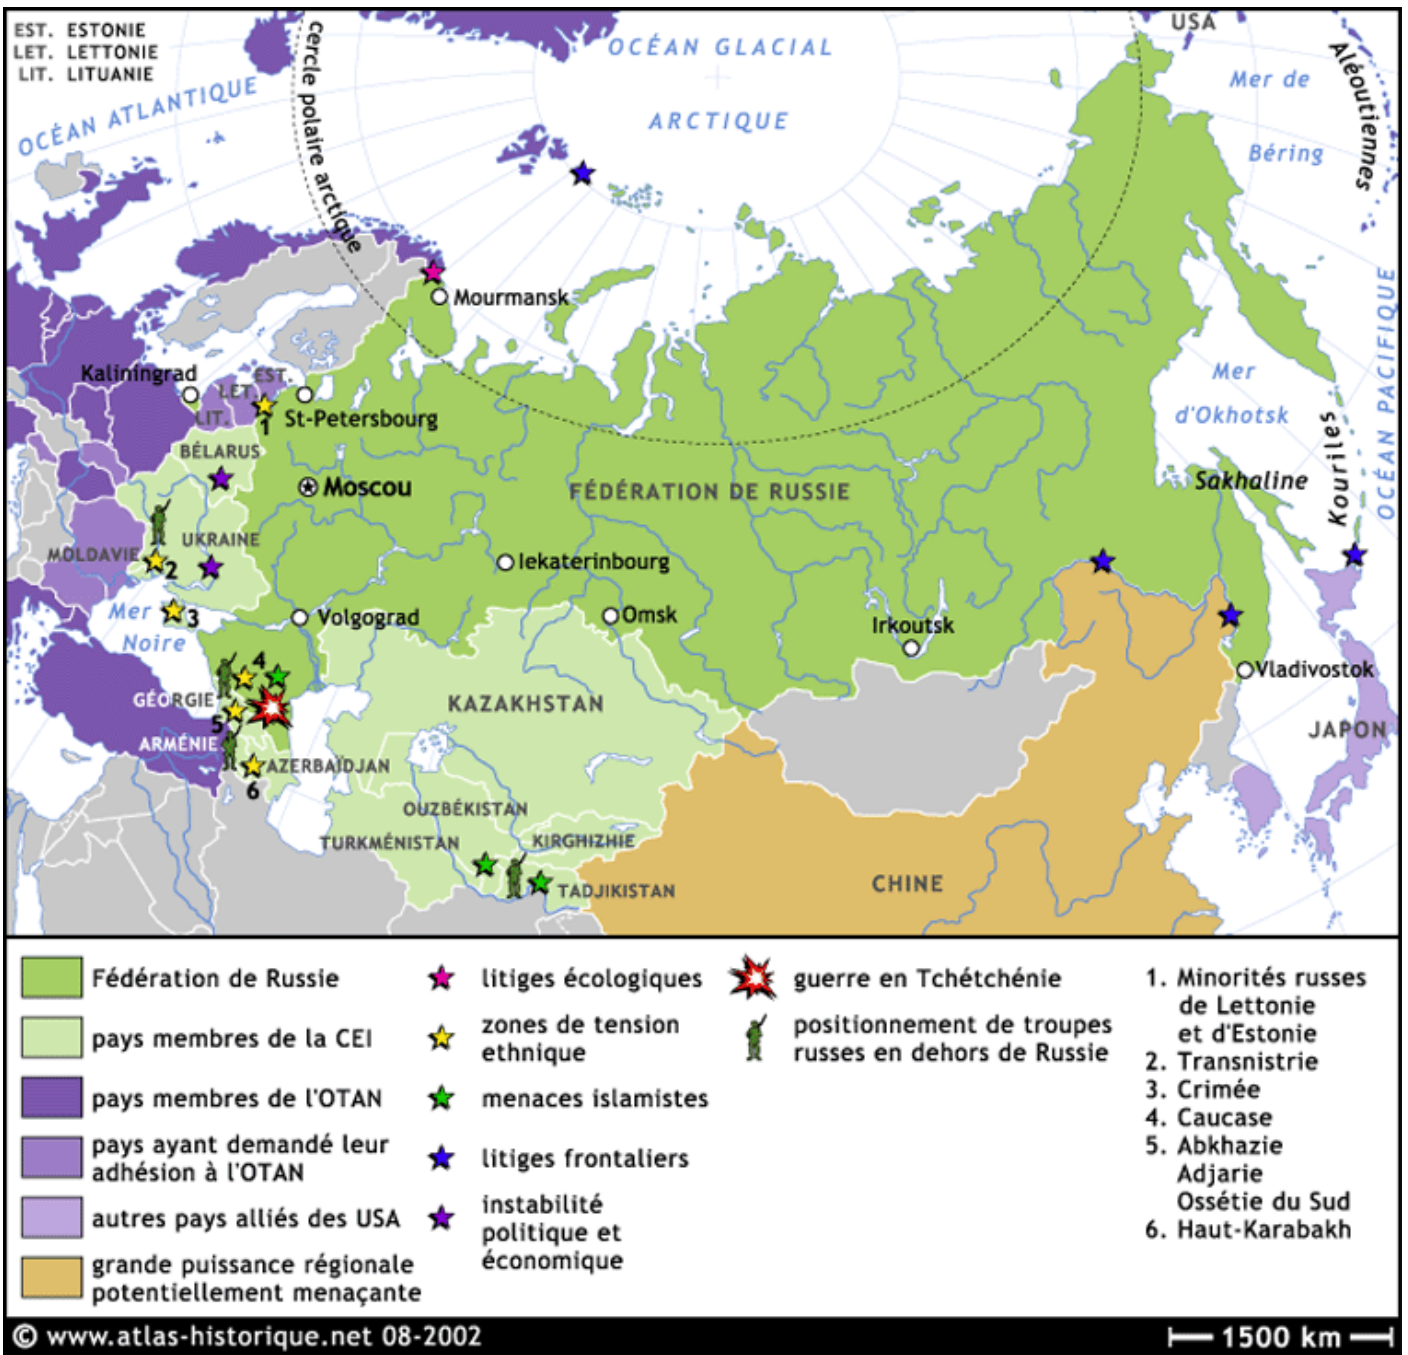 EST. ESTONIE
LET. LETTONIE
LIT. LITUANIE
OCÉAN ATLANTIQUE
Cercle polaire arctique
OCÉAN GLACIAL
ARCTIQUE
USA
Mer de
Béring
Aléoutiennes
OCÉAN PACIFIQUE
Mourmansk
Kaliningrad
EST.
LET.
LIT.
1
St-Petersbourg
BÉLARUS
Moscou
FÉDÉRATION DE RUSSIE
Mer
d'Okhotsk
Sakhaline
Kouriles
UKRAINE
MOLDAVIE
2
Iekaterinbourg
Mer
Noire
3
Volgograd
Omsk
Irkoutsk
Vladivostok
4
GÉORGIE
5
KAZAKHSTAN
JAPON
ARMÉNIE
AZERBAÏDJAN
6
OUZBÉKISTAN
TURKMÉNISTAN
KIRGHIZHIE
TADJIKISTAN
CHINE
Fédération de Russie
pays membres de la CEI
pays membres de l'OTAN
pays ayant demandé leur
adhésion à l'OTAN
autres pays alliés des USA
grande puissance régionale
potentiellement menaçante
litiges écologiques
zones de tension
ethnique
menaces islamistes
litiges frontaliers
instabilité
politique et
économique
guerre en Tchétchénie
positionnement de troupes
russes en dehors de Russie
1. Minorités russes
de Lettonie
et d'Estonie
2. Transnistrie
3. Crimée
4. Caucase
5. Abkhazie
Adjarie
Ossétie du Sud
6. Haut-Karabakh
© www.atlas-historique.net 08-2002
1500 km